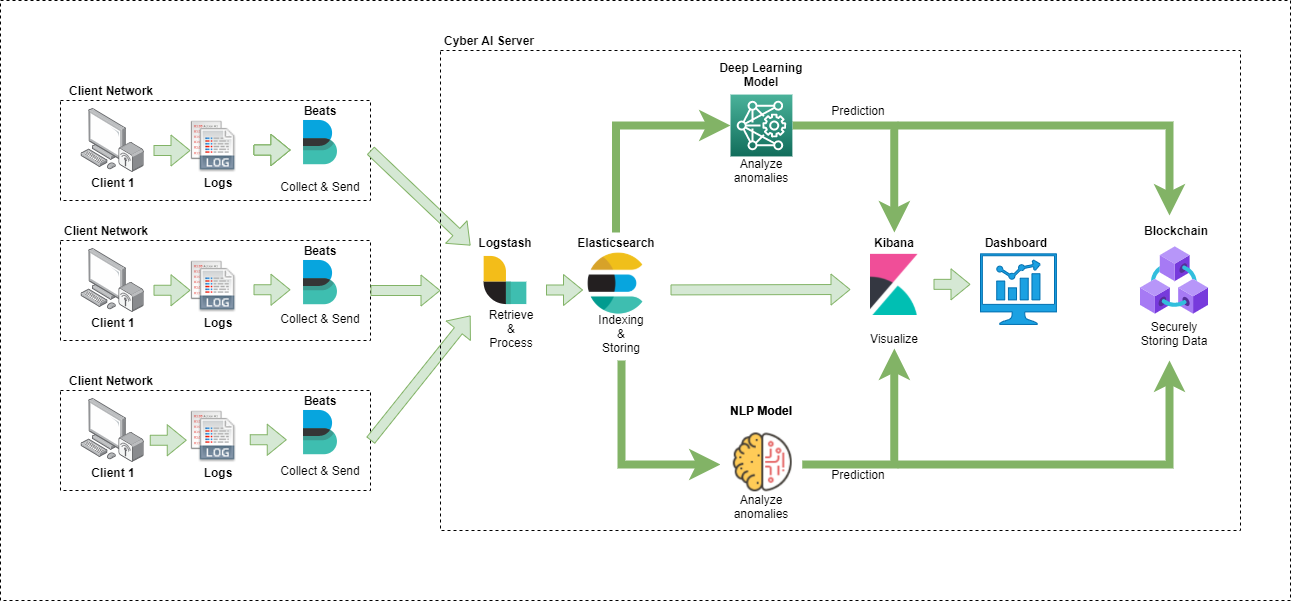 Cyber AI Server
Client Network
Beats
Client 1
LOG
Logs
Collect & Send
Client Network
Beats
Client 1
LOG
Logs
Collect & Send
Client Network
Beats
Client 1
LOG
Logs
Collect & Send
Logstash
Retrieve
&
Process
Elasticsearch
Indexing
&
Storing
Deep Learning
Model
Analyze
anomalies
Prediction
NLP Model
Analyze
anomalies
Prediction
Kibana
Visualize
Dashboard
Blockchain
Securely
Storing Data